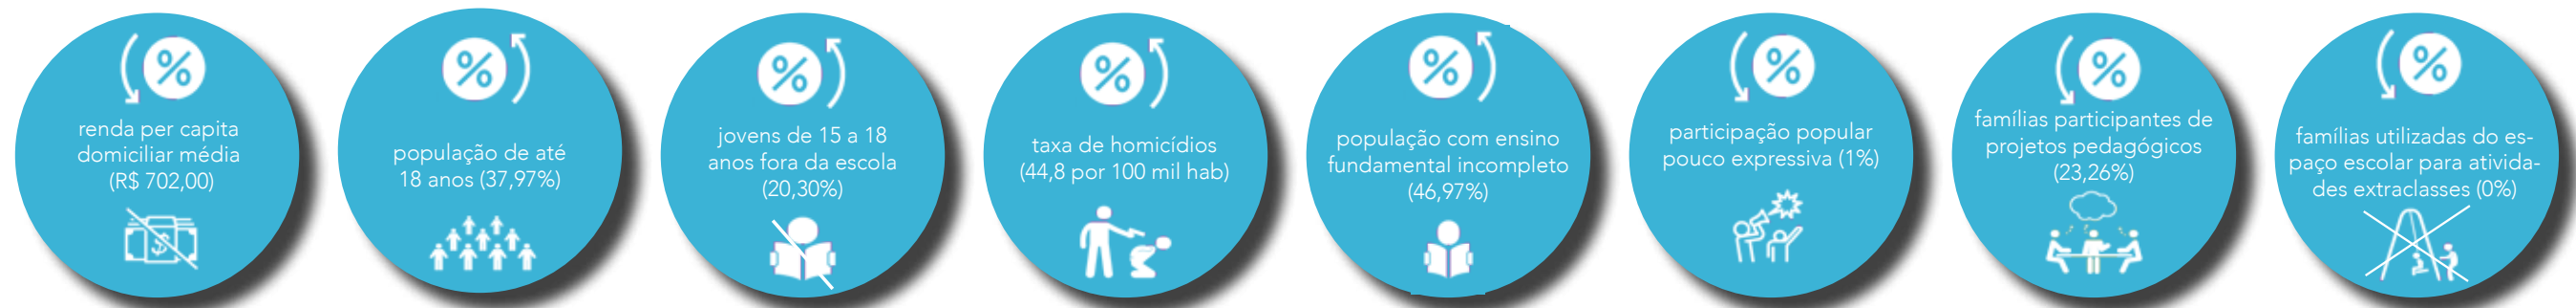 %
renda per capita
domiciliar média
(R$ 702,00)
$
%
população de até
18 anos (37,97%)
%
jovens de 15 a 18
anos fora da escola
(20,30%)
%
taxa de homicídios
(44,8 por 100 mil hab)
%
população com ensino
fundamental incompleto
(46,97%)
%
participação popular
pouco expressiva (1%)
%
famílias participantes de
projetos pedagógicos
(23,26%)
%
famílias utilizadas do es-
paço escolar para ativida-
des extraclasses (0%)